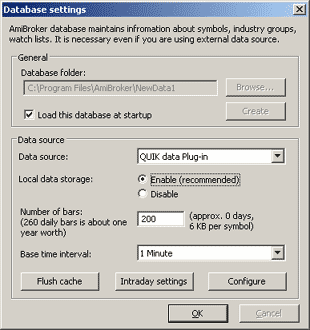 Database settings
AmiBroker database maintains infromation about symbols, industry groups,
watch lists. It is necessary even if you are using external data source.
General
Database folder:
C:\Program Files\AmiBroker\NewData1
Browse...
Load this database at startup
Create
Data source
Data source:
QUIK data Plug-in
Local data storage:
Enable (recommended)
Disable
Number of bars:
(260 daily bars is about one
year worth)
200
(approx. 0 days,
6 KB per symbol)
Base time interval:
1 Minute
Flush cache
Intraday settings
Configure
OK
Cancel